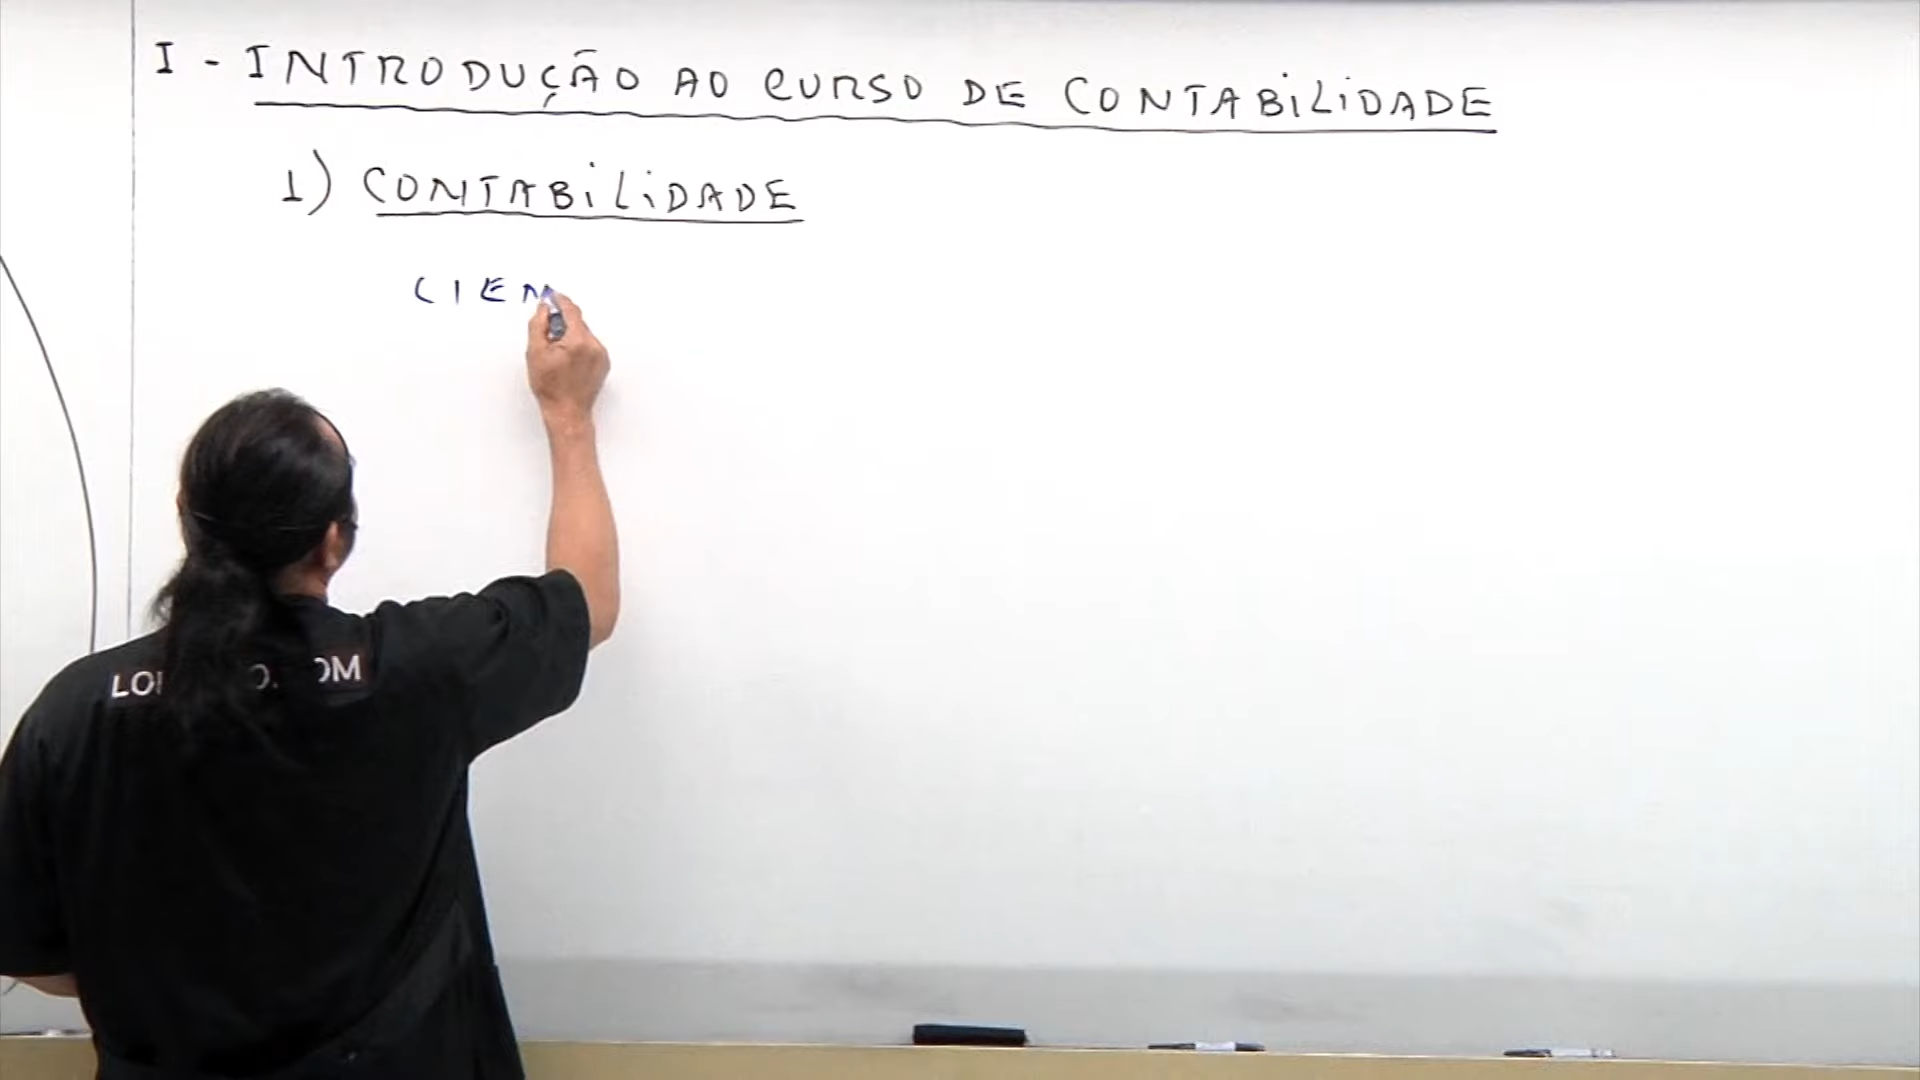 I - INTRODUÇÃO AO CURSO DE CONTABILIDADE
1) CONTABILIDADE
CIEN